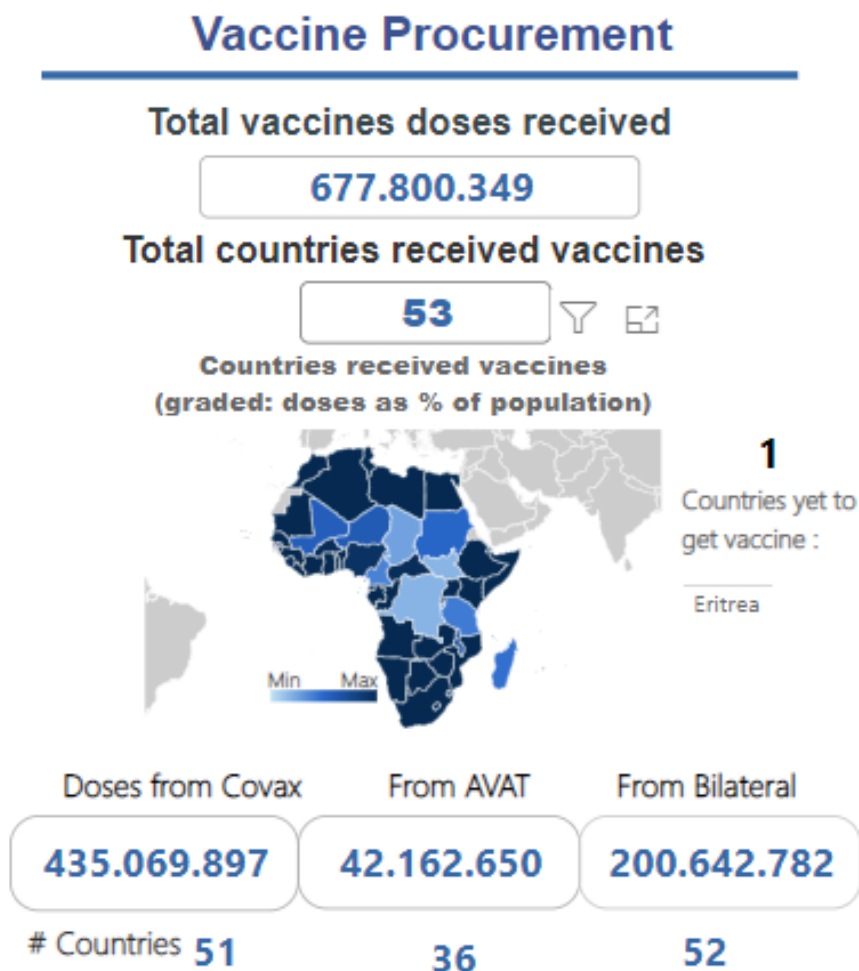 Vaccine Procurement
Total vaccines doses received
677.800.349
Total countries received vaccines
53
Countries received vaccines
(graded: doses as % of population)
1
Countries yet to
get vaccine :
Eritrea
Min Max
Doses from Covax From AVAT From Bilateral
435.069.897 42.162.650 200.642.782
# Countries 51 36 52